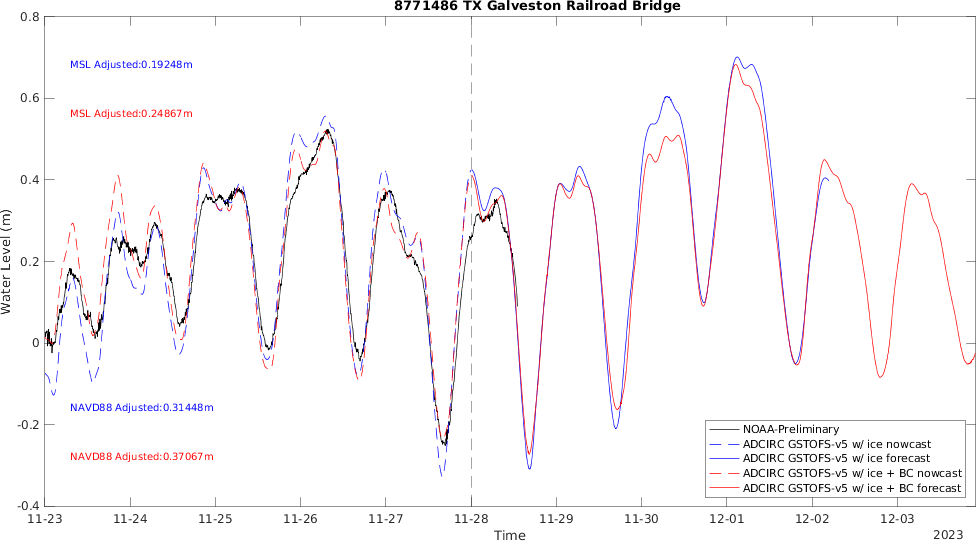 8771486 TX Galveston Railroad Bridge
0.8
MSL Adjusted:0.19248m
0.6
MSL Adjusted:0.24867m
0.4
Water Level (m)
0.2
0
NAVD88 Adjusted:0.31448m
-0.2
NAVD88 Adjusted:0.37067m
-0.4
NOAA-Preliminary
ADCIRC GSTOFS-v5 w/ ice nowcast
ADCIRC GSTOFS-v5 w/ ice forecast
ADCIRC GSTOFS-v5 w/ ice + BC nowcast
ADCIRC GSTOFS-v5 w/ ice + BC forecast
11-23 11-24 11-25 11-26 11-27 11-28 11-29 11-30 12-01 12-02 12-03
Time
2023